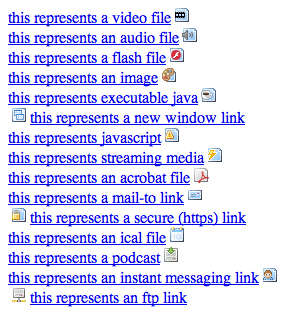 this represents a video file
this represents an audio file
this represents a flash file
this represents an image
this represents executable java
this represents a new window link
this represents javascript
this represents streaming media
this represents an acrobat file
this represents a mail-to link
this represents a secure (https) link
this represents an ical file
this represents a podcast
this represents an instant messaging link
this represents an ftp link